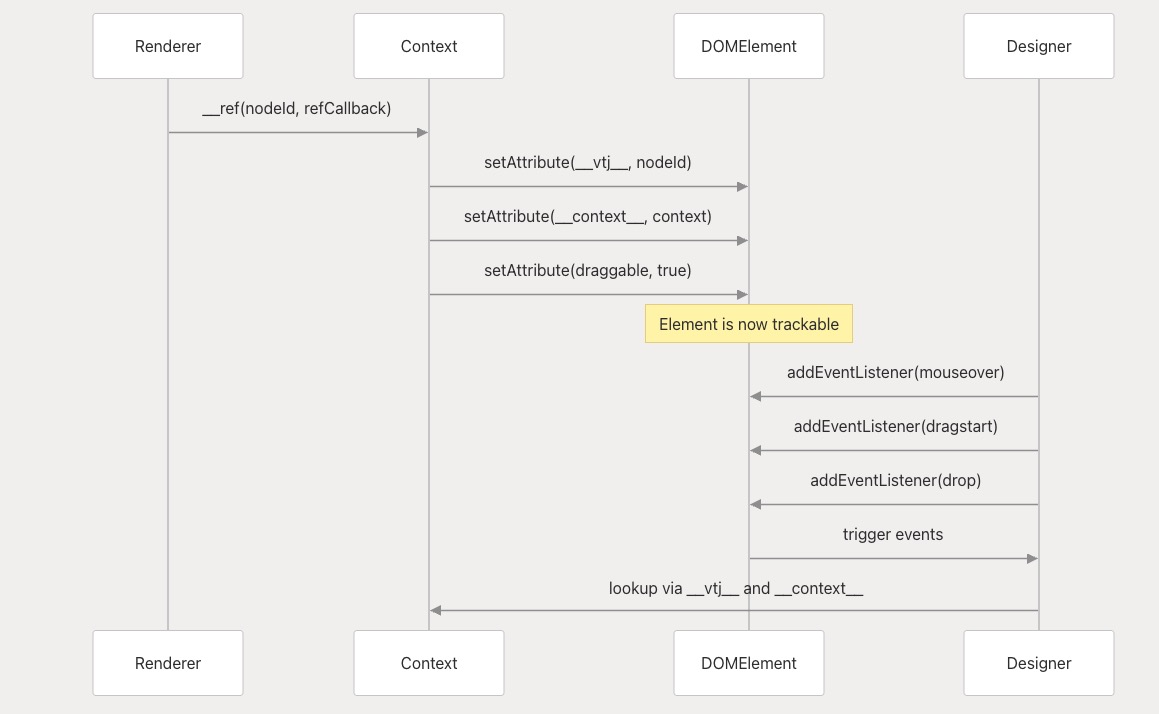 Renderer
Context
DOMElement
Designer
__ref(nodeId, refCallback)
setAttribute(__vtj__, nodeId)
setAttribute(__context__, context)
setAttribute(draggable, true)
Element is now trackable
addEventListener(mouseover)
addEventListener(dragstart)
addEventListener(drop)
trigger events
lookup via __vtj__ and __context__
Renderer
Context
DOMElement
Designer